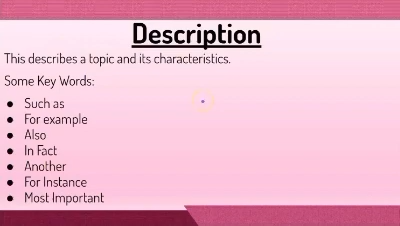 Description
This describes a topic and its characteristics.
Some Key Words:
● Such as
● For example
● Also
● In Fact
● Another
● For Instance
● Most Important